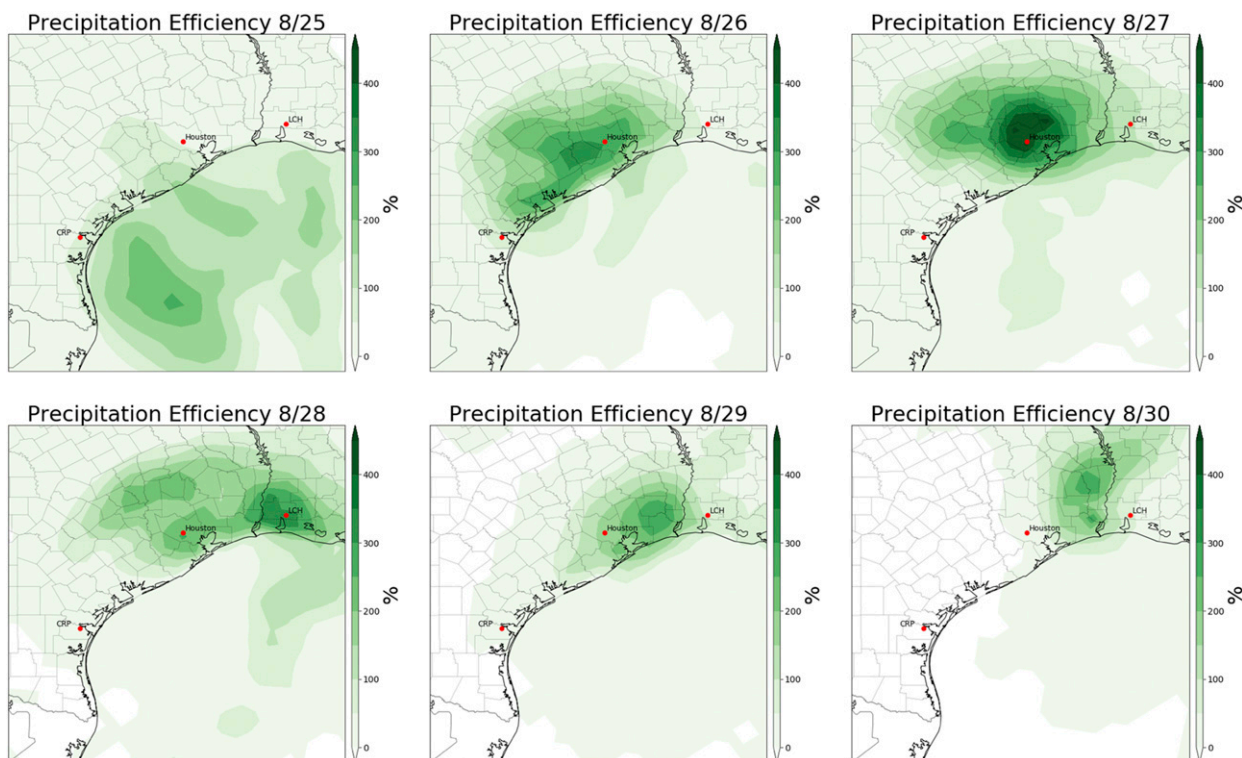 Precipitation Efficiency 8/25
400
300
200
100
0
%
Houston
LCH
CRP
Precipitation Efficiency 8/26
400
300
200
100
0
%
Houston
LCH
CRP
Precipitation Efficiency 8/27
400
300
200
100
0
%
Houston
LCH
CRP
Precipitation Efficiency 8/28
400
300
200
100
0
%
Houston
LCH
CRP
Precipitation Efficiency 8/29
400
300
200
100
0
%
Houston
LCH
CRP
Precipitation Efficiency 8/30
400
300
200
100
0
%
Houston
LCH
CRP